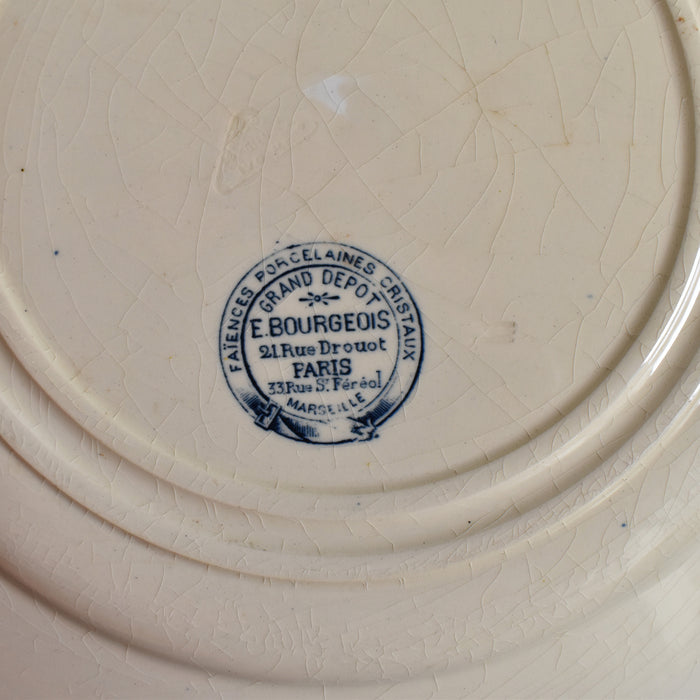 FAÏENCES PORCELAINES CRISTAUX
GRAND DEPOT
E. BOURGEOIS
21 Rue Drouot
PARIS
33 Rue St. Féréol
MARSEILLE